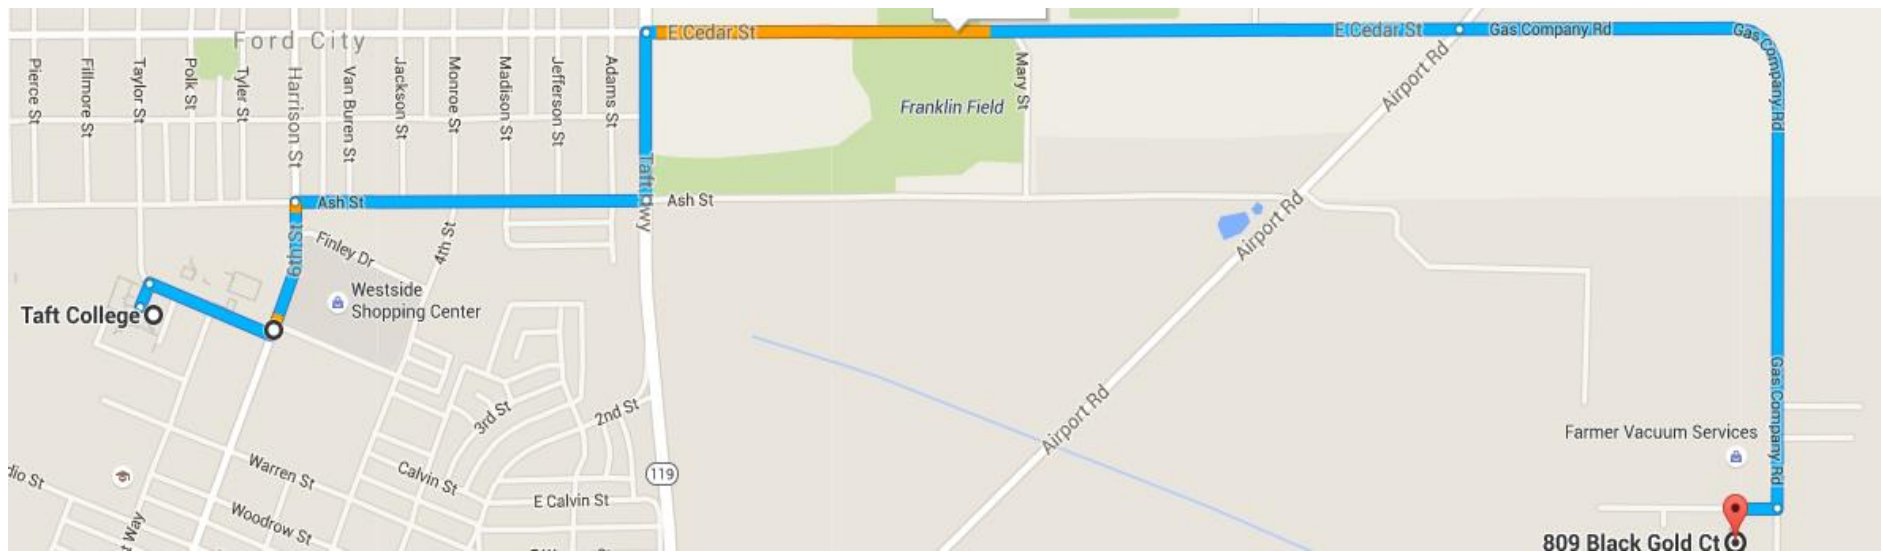 Ford City
E Cedar St
E Cedar St
Gas Company Rd
Gas Company Rd
Pierce St
Fillmore St
Taylor St
Polk St
Tyler St
Harrison St
Van Buren St
Jackson St
Monroe St
Madison St
Jefferson St
Adams St
Mary St
Airport Rd
Franklin Field
Taft Hwy
Ash St
Ash St
Airport Rd
6th St
Finley Dr
4th St
Westside
Shopping Center
Taft College
3rd St
2nd St
Airport Rd
Gas Company Rd
Farmer Vacuum Services
Warren St
Calvin St
119
E Calvin St
dio St
Woodrow St
t Way
809 Black Gold Ct